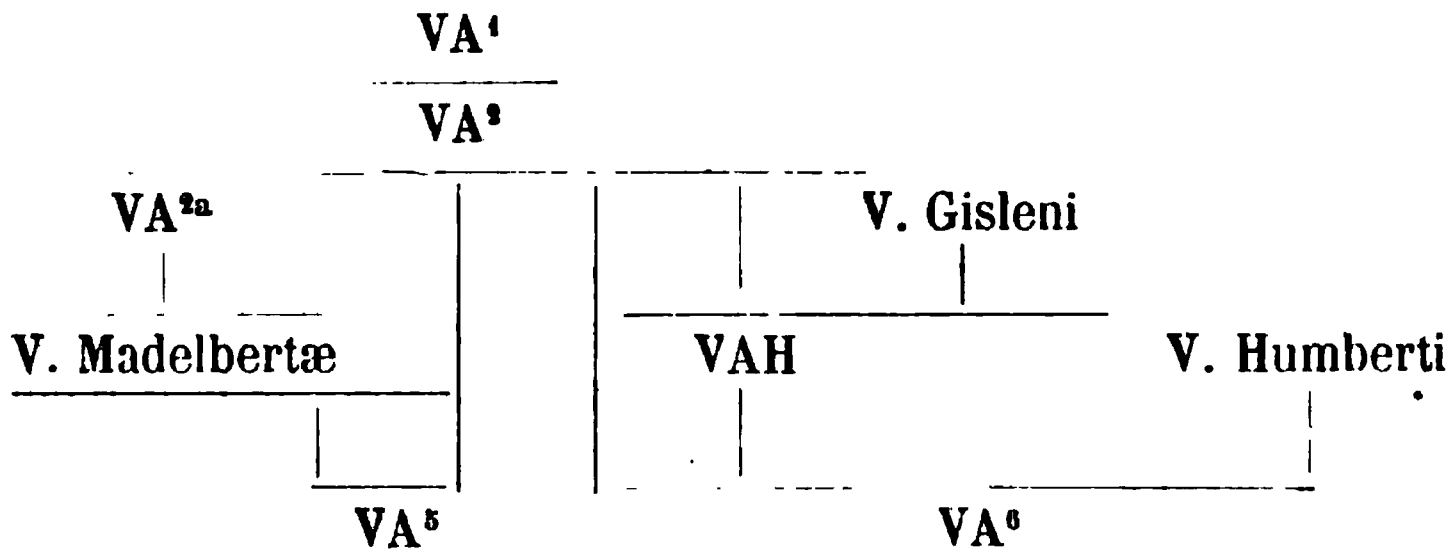 VA¹
VA²
VA²ᵃ V. Gisleni
V. Madelbertæ VAH V. Humberti
VA⁵ VA⁶